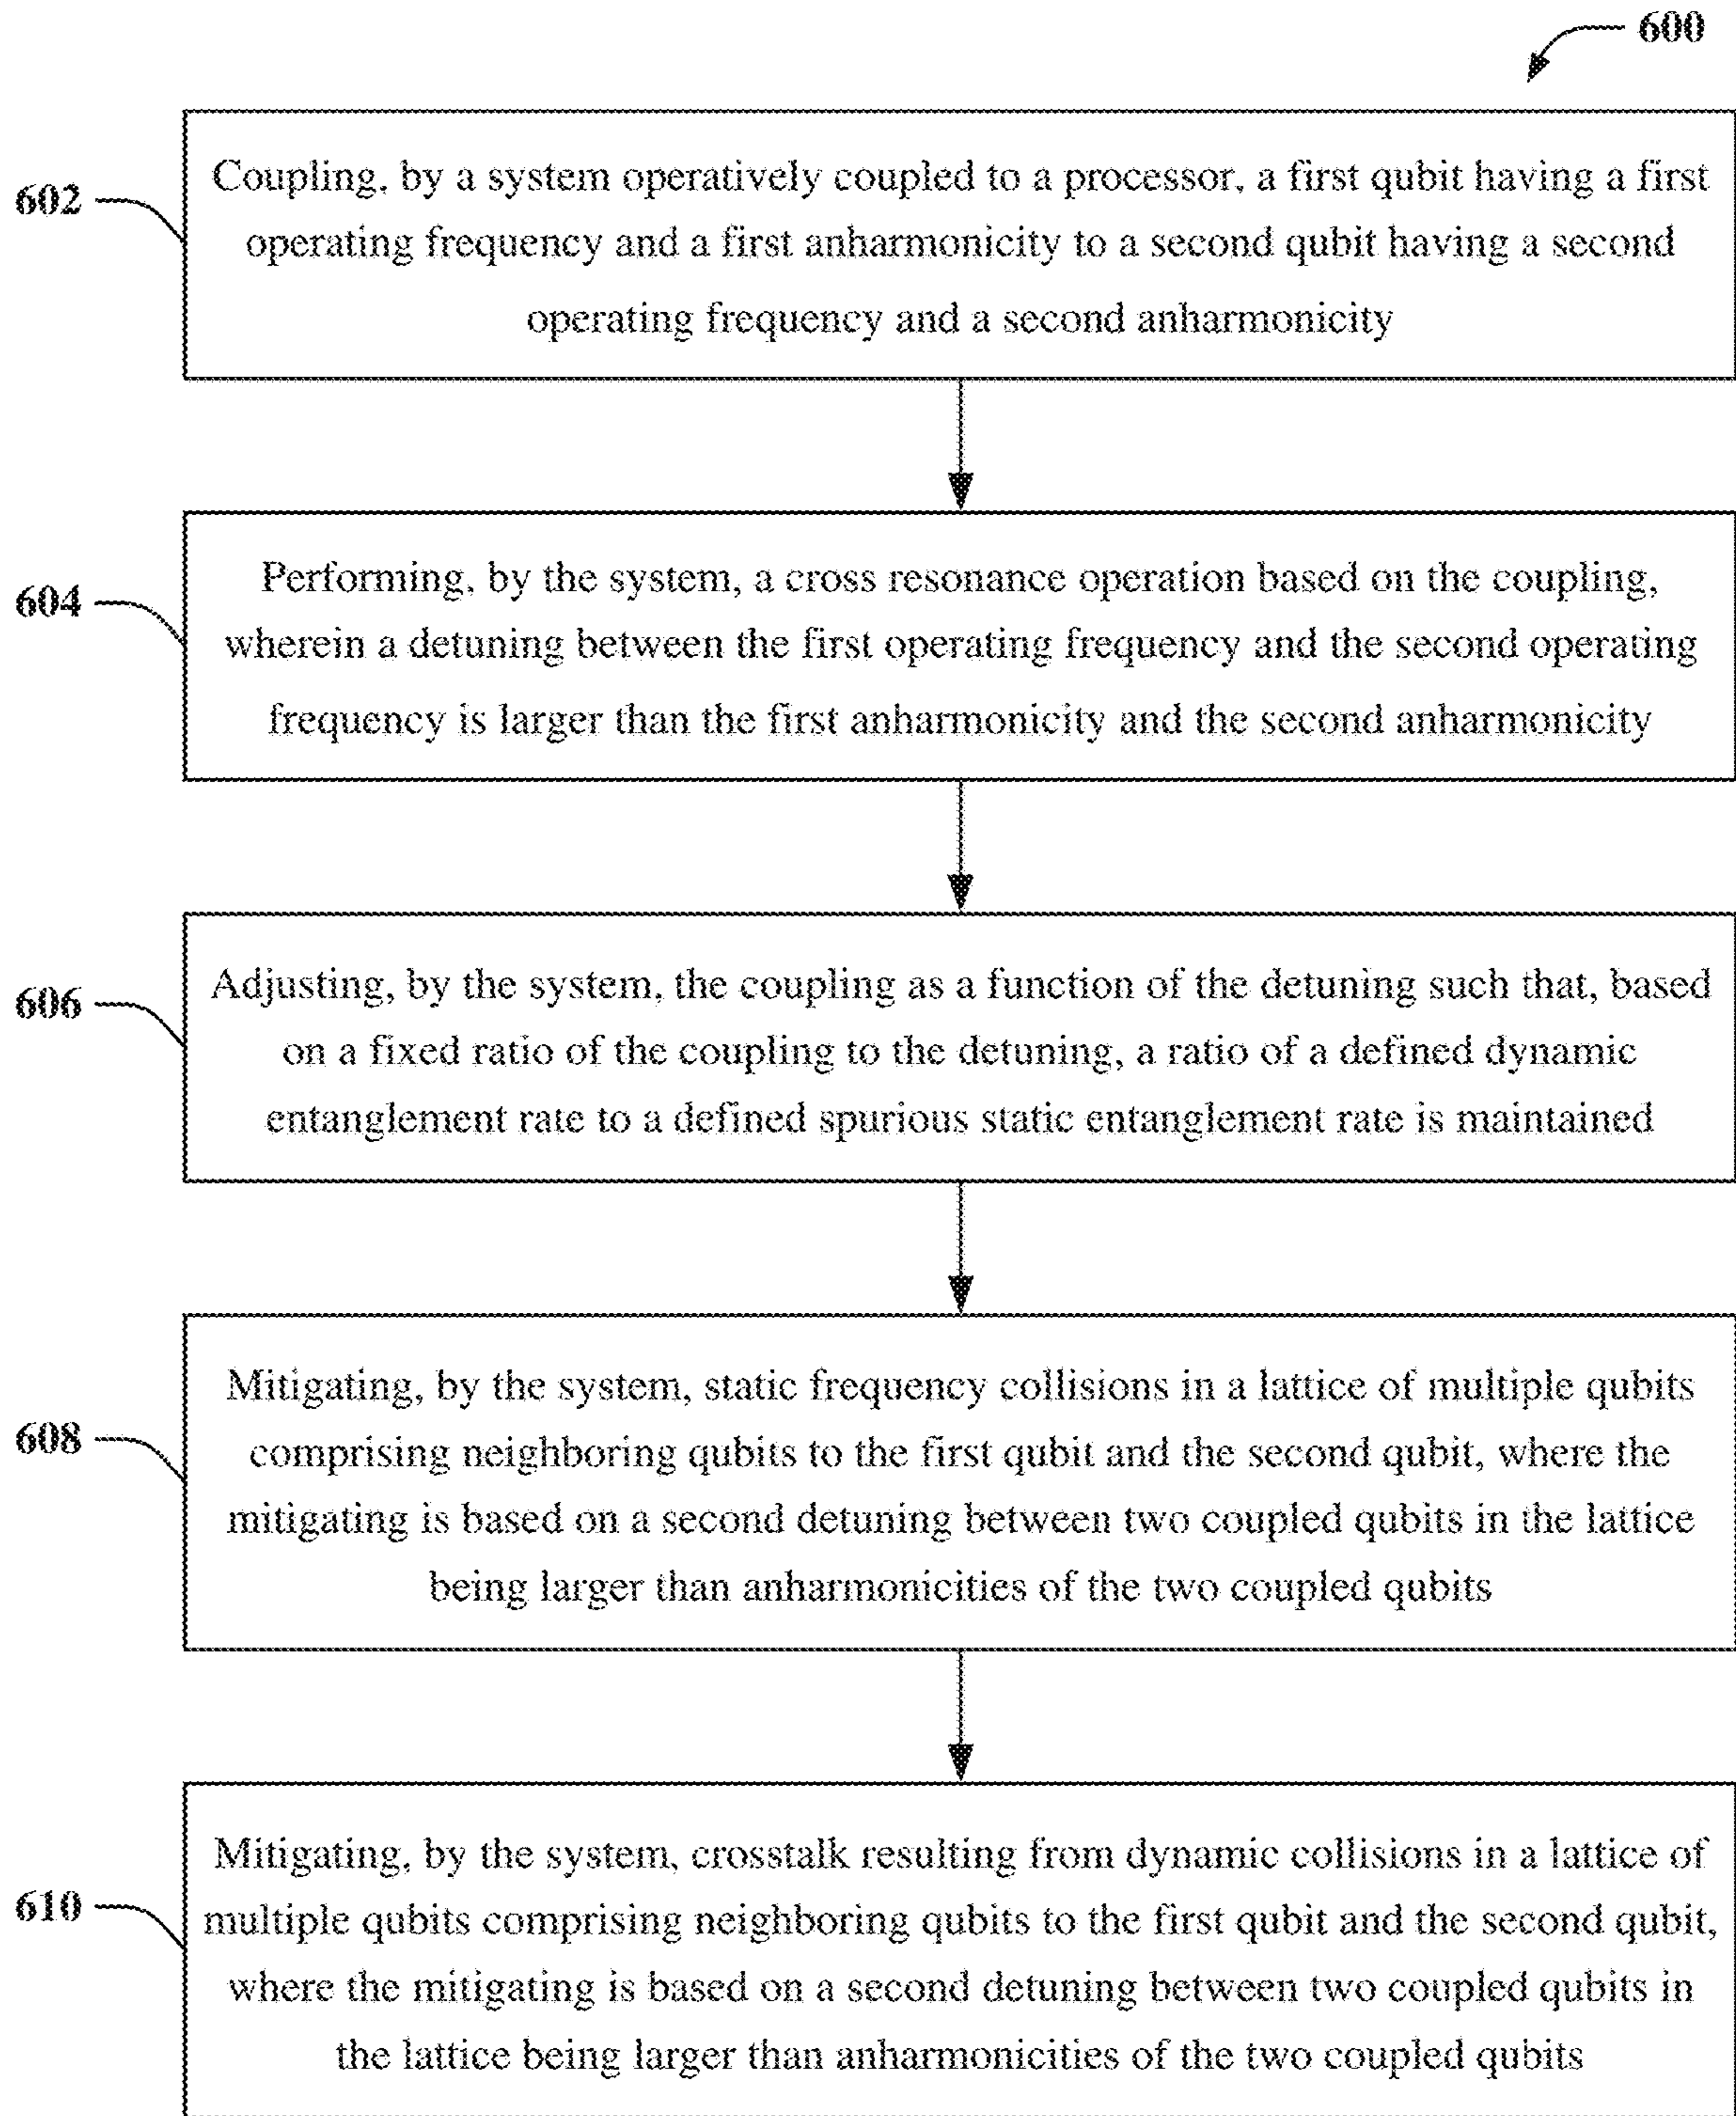 600
602
Coupling, by a system operatively coupled to a processor, a first qubit having a first
operating frequency and a first anharmonicity to a second qubit having a second
operating frequency and a second anharmonicity
604
Performing, by the system, a cross resonance operation based on the coupling,
wherein a detuning between the first operating frequency and the second operating
frequency is larger than the first anharmonicity and the second anharmonicity
606
Adjusting, by the system, the coupling as a function of the detuning such that, based
on a fixed ratio of the coupling to the detuning, a ratio of a defined dynamic
entanglement rate to a defined spurious static entanglement rate is maintained
608
Mitigating, by the system, static frequency collisions in a lattice of multiple qubits
comprising neighboring qubits to the first qubit and the second qubit, where the
mitigating is based on a second detuning between two coupled qubits in the lattice
being larger than anharmonicities of the two coupled qubits
610
Mitigating, by the system, crosstalk resulting from dynamic collisions in a lattice of
multiple qubits comprising neighboring qubits to the first qubit and the second qubit,
where the mitigating is based on a second detuning between two coupled qubits in
the lattice being larger than anharmonicities of the two coupled qubits